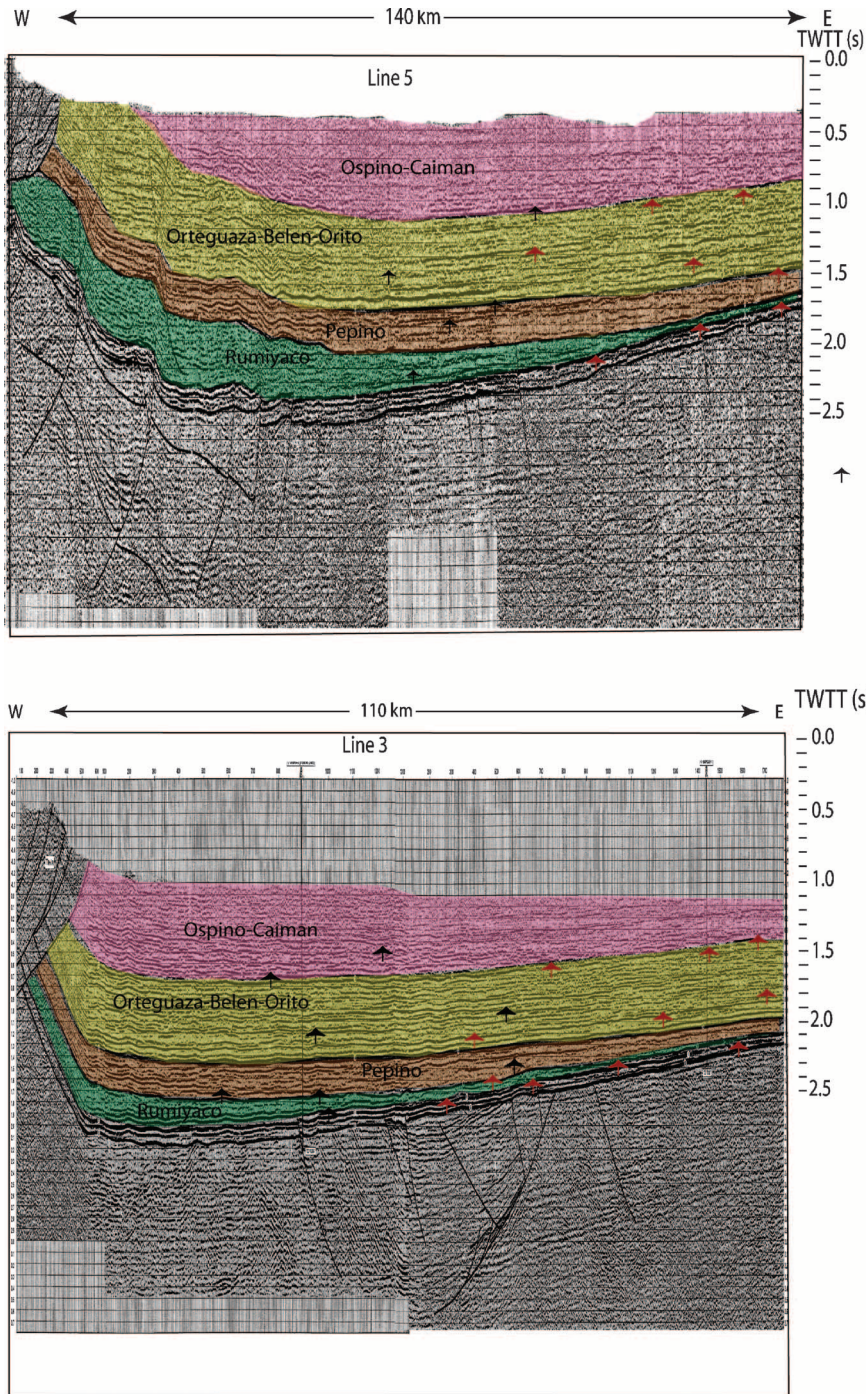 W 140 km E
TWTT (s)
Line 5
0.0
0.5
Ospino-Caiman
1.0
Orteguaza-Belen-Orito
1.5
Pepino
2.0
Rumiyaco
2.5
W 110 km E
TWTT (s
Line 3
0.0
0.5
1.0
Ospino-Caiman
1.5
Orteguaza-Belen-Orito
2.0
Pepino
2.5
Rumiyaco